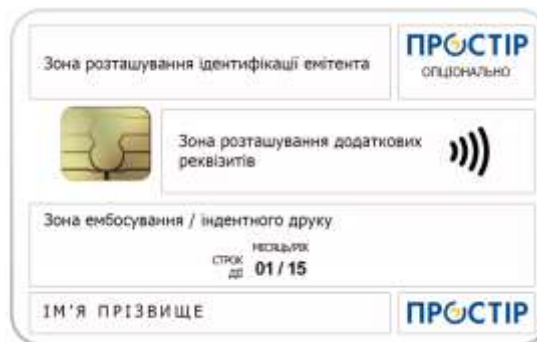 Зона розташування ідентифікації емітента
ПРОСТІР
ОПЦІОНАЛЬНО
Зона розташування додаткових
реквізитів
Зона ембосування / індентного друку
МІСЯЦЬ/РІК
СТРОК
ДІЇ
01 / 15
ІМ'Я ПРІЗВИЩЕ
ПРОСТІР